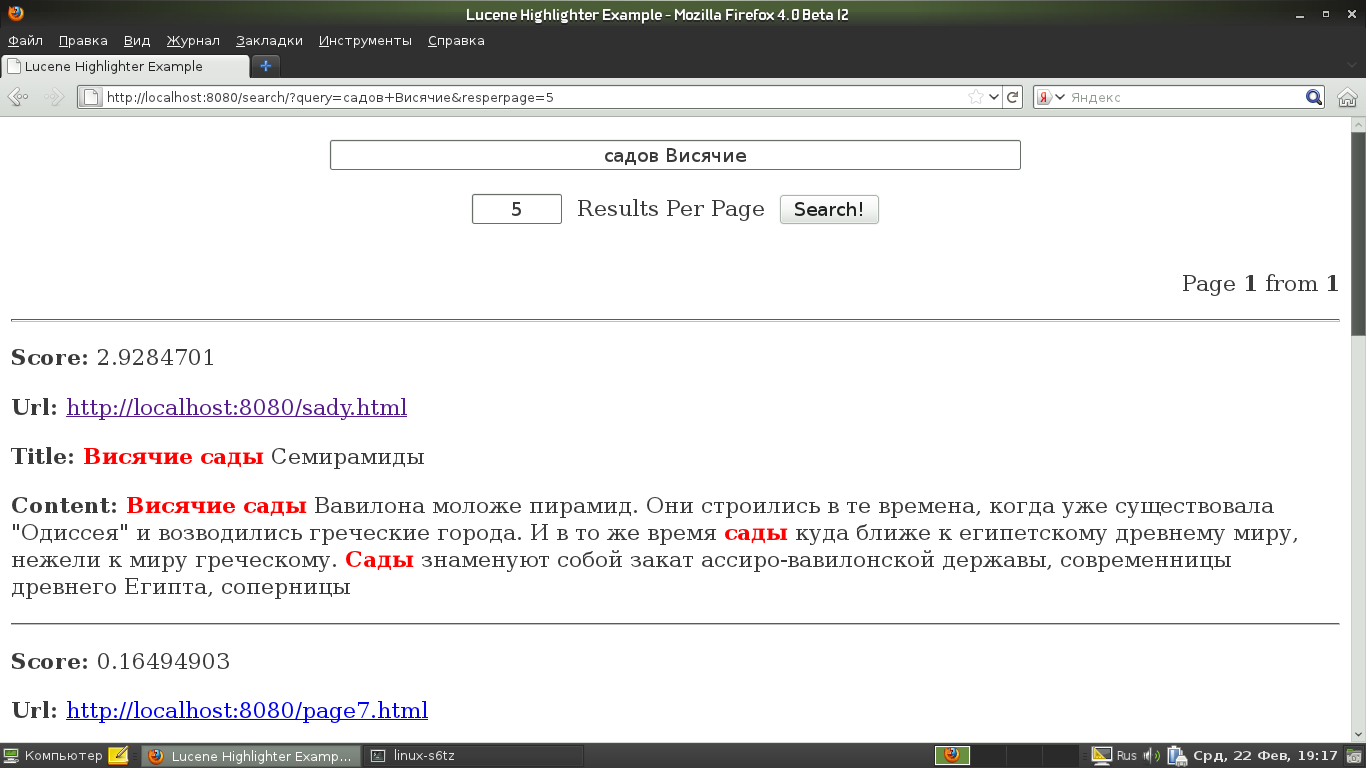 Lucene Highlighter Example - Mozilla Firefox 4.0 Beta 12
Файл Правка Вид Журнал Закладки Инструменты Справка
Lucene Highlighter Example
http://localhost:8080/search/?query=садов+Висячие&resperpage=5 Я Яндекс
садов Висячие
5 Results Per Page Search!
Page 1 from 1
Score: 2.9284701
Url: http://localhost:8080/sady.html
Title: Висячие сады Семирамиды
Content: Висячие сады Вавилона моложе пирамид. Они строились в те времена, когда уже существовала
"Одиссея" и возводились греческие города. И в то же время сады куда ближе к египетскому древнему миру,
нежели к миру греческому. Сады знаменуют собой закат ассиро-вавилонской державы, современницы
древнего Египта, соперницы
Score: 0.16494903
Url: http://localhost:8080/page7.html
Компьютер Lucene Highlighter Examp... linux-s6tz Rus Срд, 22 Фев, 19:17